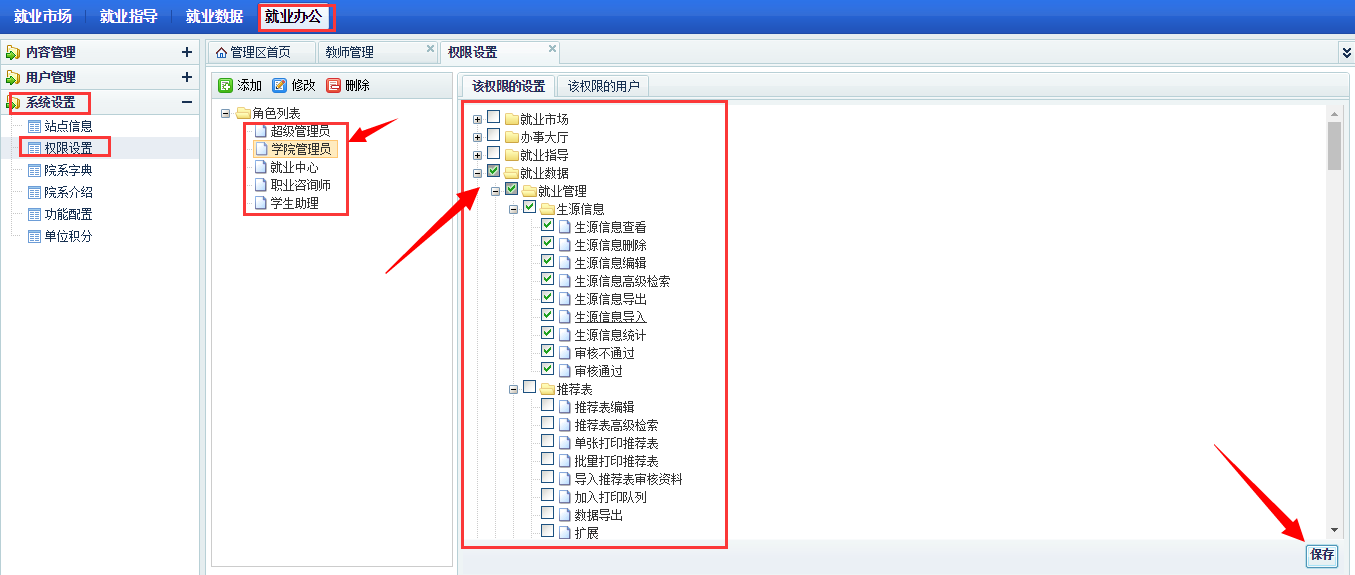 就业市场 就业指导 就业数据 就业办公
内容管理
用户管理
系统设置
站点信息
权限设置
院系字典
院系介绍
功能配置
单位积分
管理区首页 教师管理 权限设置
添加 修改 删除
角色列表
超级管理员
学院管理员
就业中心
职业咨询师
学生助理
该权限的设置 该权限的用户
就业市场
办事大厅
就业指导
就业数据
就业管理
生源信息
生源信息查看
生源信息删除
生源信息编辑
生源信息高级检索
生源信息导出
生源信息导入
生源信息统计
审核不通过
审核通过
推荐表
推荐表编辑
推荐表高级检索
单张打印推荐表
批量打印推荐表
导入推荐表审核资料
加入打印队列
数据导出
扩展
保存